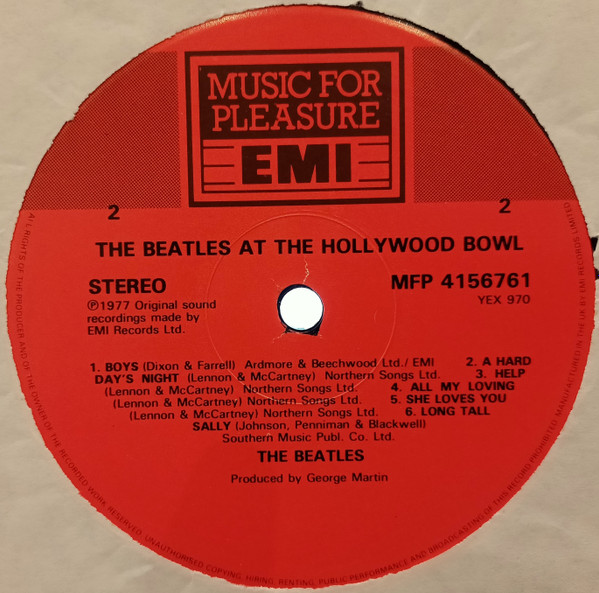 MUSIC FOR
PLEASURE
EMI
2
2
THE BEATLES AT THE HOLLYWOOD BOWL
STEREO
MFP 4156761
YEX 970
℗1977 Original sound
recordings made by
EMI Records Ltd.
1. BOYS (Dixon & Farrell) Ardmore & Beechwood Ltd./ EMI 2. A HARD
DAY'S NIGHT (Lennon & McCartney) Northern Songs Ltd. 3. HELP
(Lennon & McCartney) Northern Songs Ltd. 4. ALL MY LOVING
(Lennon & McCartney) Northern Songs Ltd. 5. SHE LOVES YOU
(Lennon & McCartney) Northern Songs Ltd. 6. LONG TALL
SALLY (Johnson, Penniman & Blackwell)
Southern Music Publ. Co. Ltd.
THE BEATLES
Produced by George Martin
ALL RIGHTS OF THE PRODUCER AND OF THE OWNER OF THE RECORDED WORK RESERVED. UNAUTHORISED COPYING, HIRING, RENTING, PUBLIC PERFORMANCE AND BROADCASTING OF THIS RECORD PROHIBITED. MANUFACTURED IN THE UK BY EMI RECORDS LIMITED